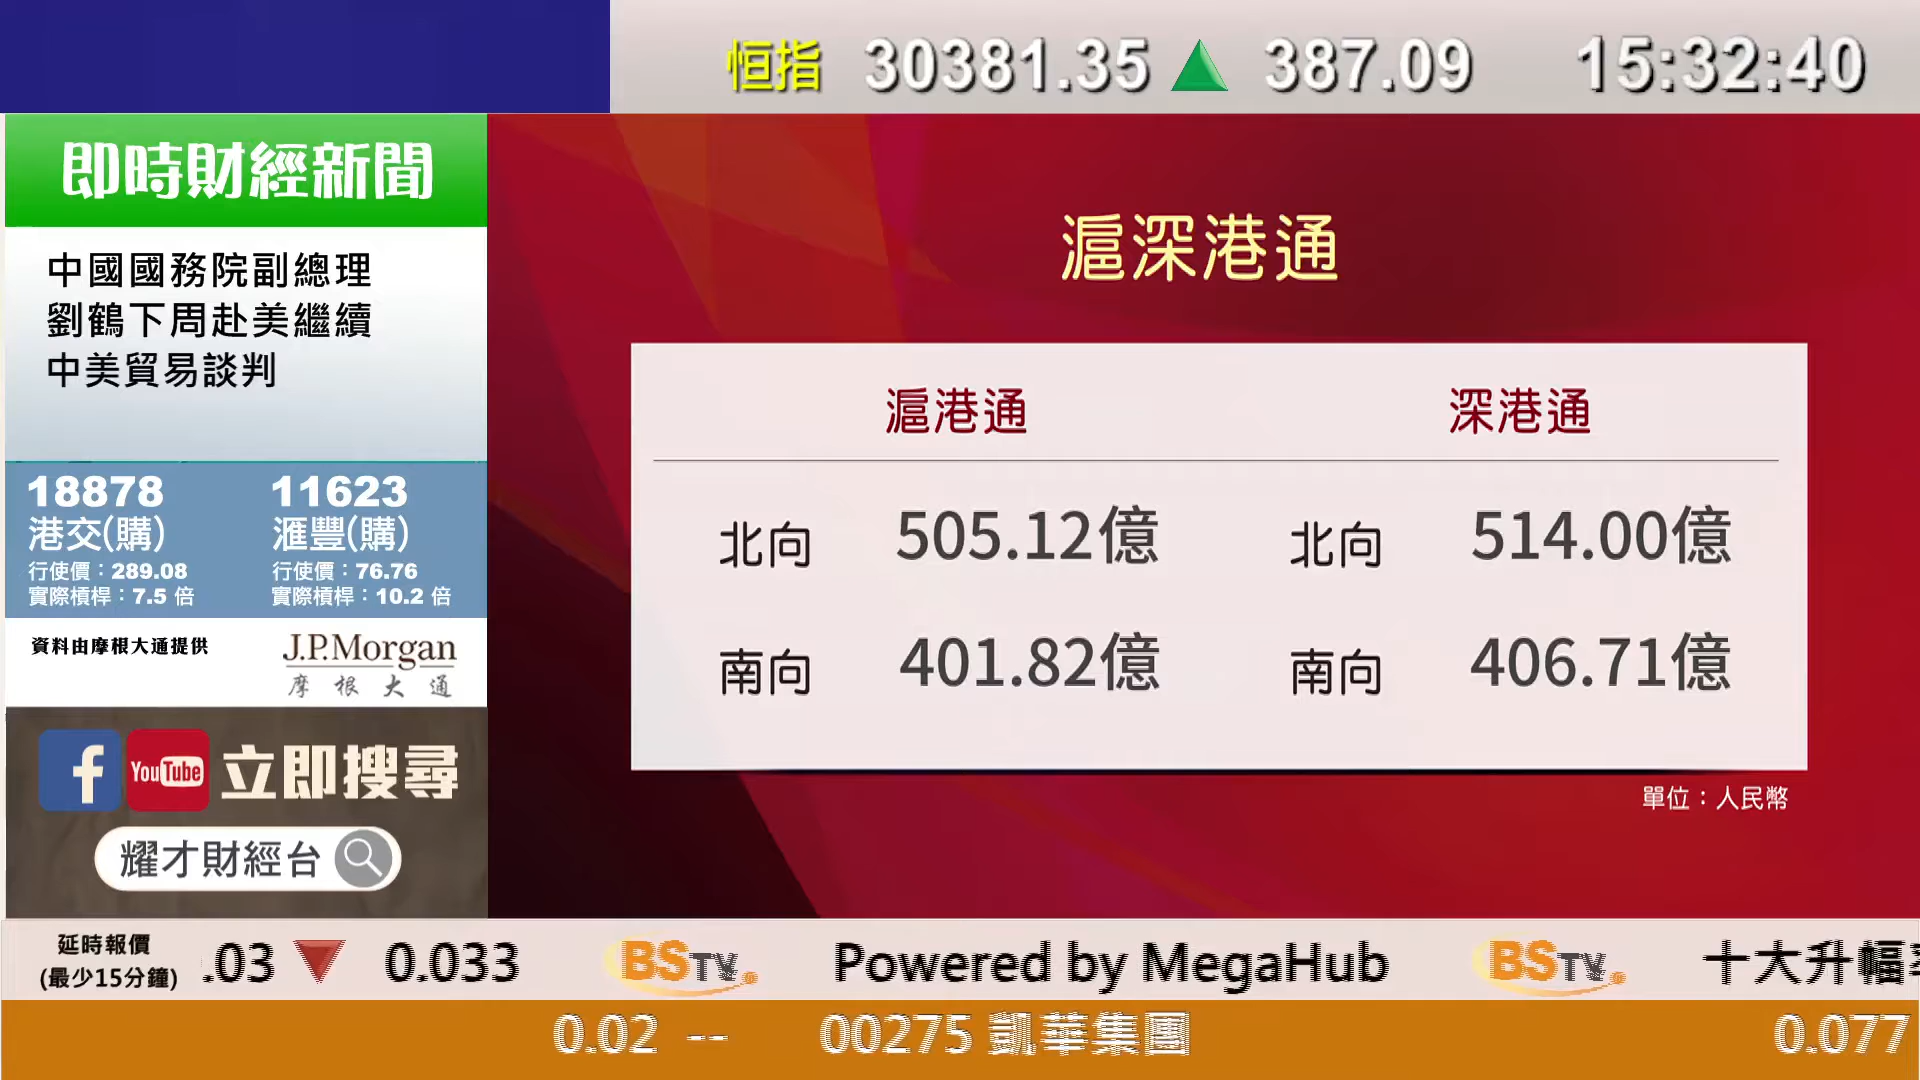 恒指 30381.35 387.09 15:32:40
即時財經新聞
中國國務院副總理
劉鶴下周赴美繼續
中美貿易談判
18878
港交(購)
行使價：289.08
實際槓桿：7.5 倍
11623
滙豐(購)
行使價：76.76
實際槓桿：10.2 倍
資料由摩根大通提供
J.P.Morgan
摩根大通
f YouTube 立即搜尋
耀才財經台
滬深港通
滬港通 深港通
北向 505.12億 北向 514.00億
南向 401.82億 南向 406.71億
單位：人民幣
延時報價
(最少15分鐘)
.03 0.033 BSTV Powered by MegaHub BSTV 十大升幅
0.02 -- 00275 凱華集團 0.077